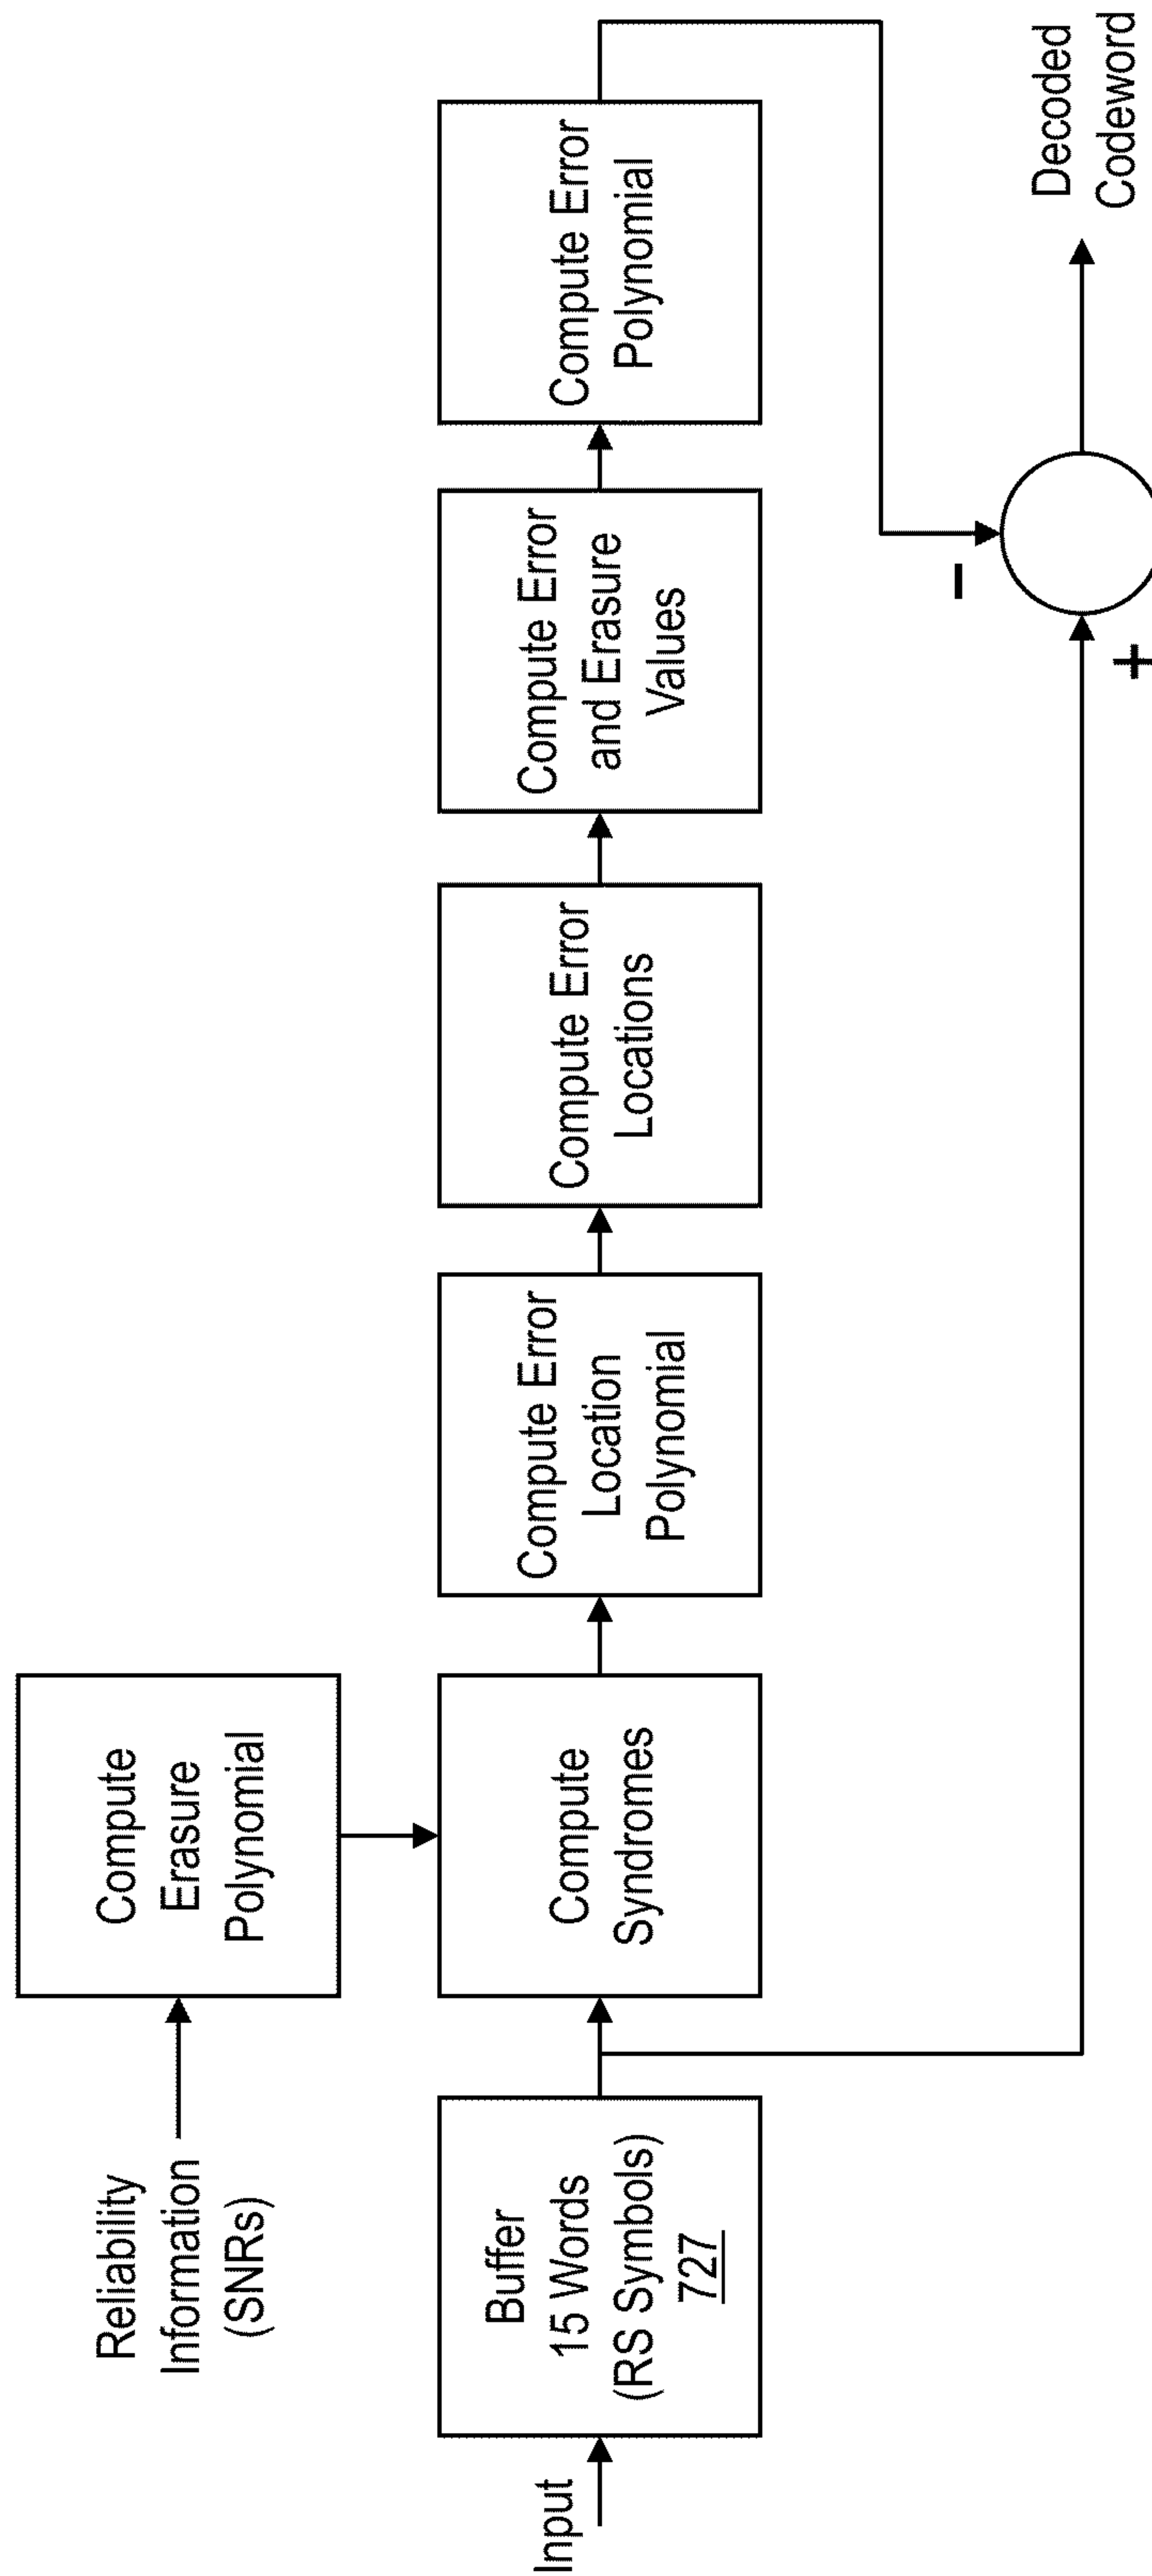 Reliability
Information
(SNRs)
Compute
Erasure
Polynomial
Input
Buffer
15 Words
(RS Symbols)
727
Compute
Syndromes
Compute Error
Location
Polynomial
Compute Error
Locations
Compute Error
and Erasure
Values
Compute Error
Polynomial
–
+
Decoded
Codeword